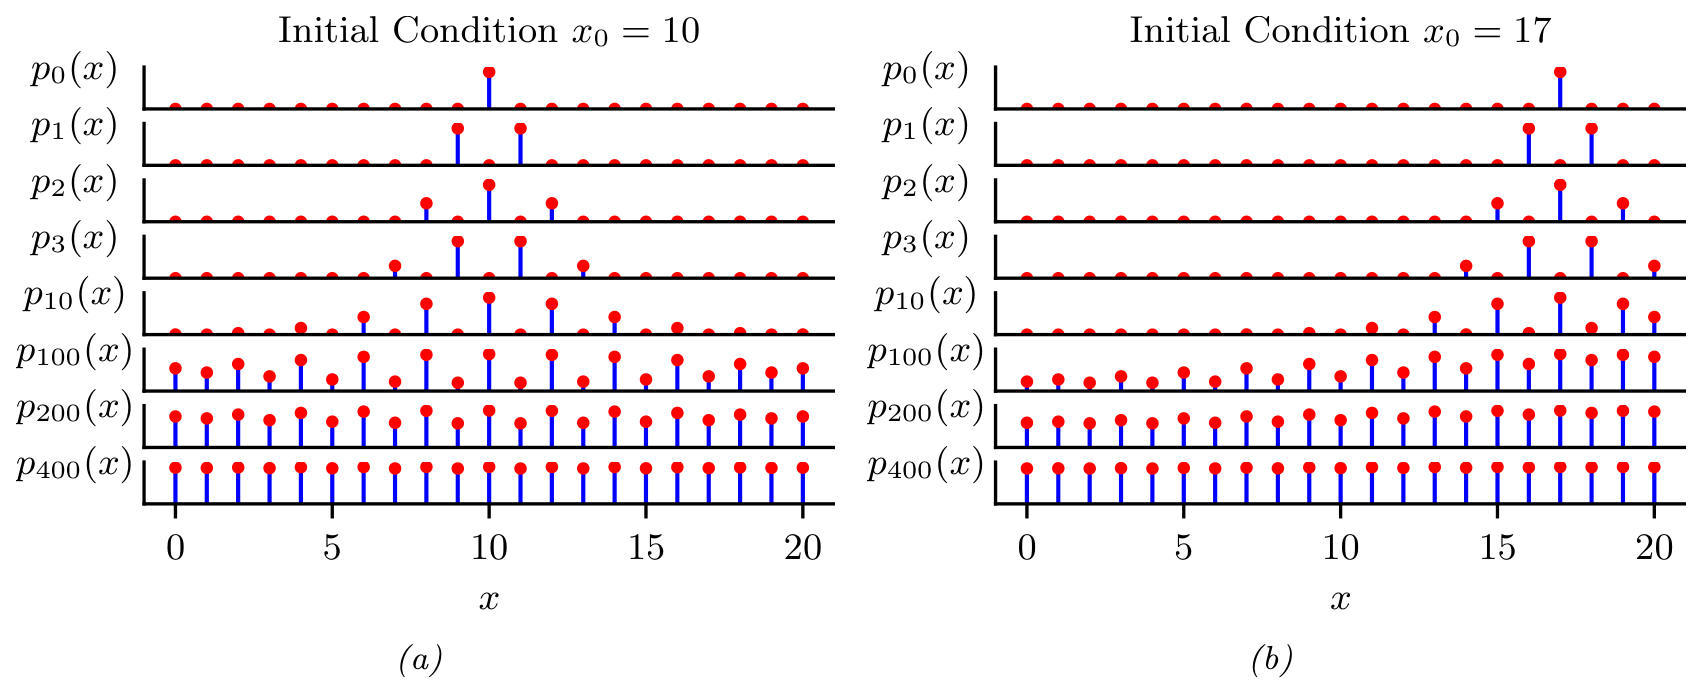 Initial Condition x₀ = 10
p₀(x)
p₁(x)
p₂(x)
p₃(x)
p₁₀(x)
p₁₀₀(x)
p₂₀₀(x)
p₄₀₀(x)
0 5 10 15 20
x
(a)
Initial Condition x₀ = 17
p₀(x)
p₁(x)
p₂(x)
p₃(x)
p₁₀(x)
p₁₀₀(x)
p₂₀₀(x)
p₄₀₀(x)
0 5 10 15 20
x
(b)